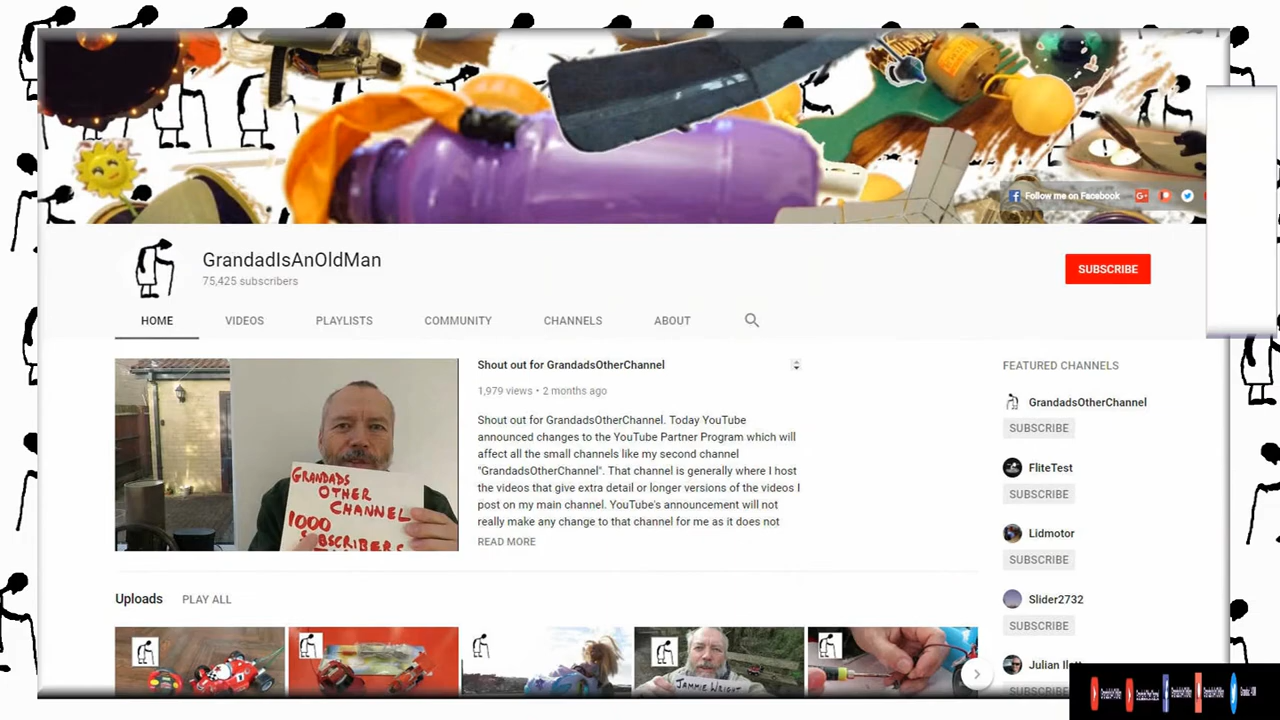 Follow me on Facebook
GrandadIsAnOldMan
75,425 subscribers
SUBSCRIBE
HOME
VIDEOS
PLAYLISTS
COMMUNITY
CHANNELS
ABOUT
GRANDADS
OTHER
CHANNEL
1000
SUBSCRIBERS
Shout out for GrandadsOtherChannel
1,979 views • 2 months ago
Shout out for GrandadsOtherChannel. Today YouTube
announced changes to the YouTube Partner Program which will
affect all the small channels like my second channel
"GrandadsOtherChannel". That channel is generally where I host
the videos that give extra detail or longer versions of the videos I
post on my main channel. YouTube's announcement will not
really make any change to that channel for me as it does not
READ MORE
FEATURED CHANNELS
GrandadsOtherChannel
SUBSCRIBE
FliteTest
SUBSCRIBE
Lidmotor
SUBSCRIBE
Slider2732
SUBSCRIBE
Julian
SUBSCRIBE
Uploads
PLAY ALL
JAMMIE WRIGHT